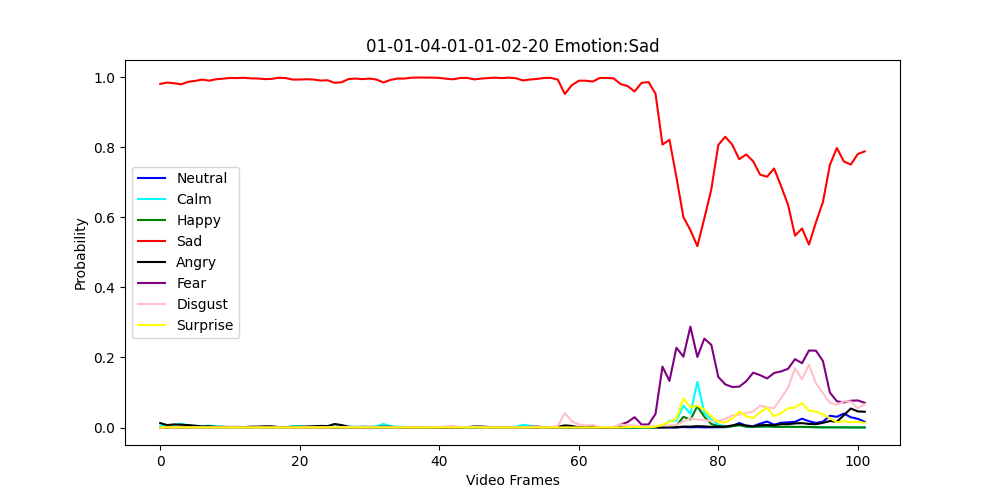 01-01-04-01-01-02-20 Emotion:Sad
1.0
0.8
0.6
0.4
0.2
0.0
Probability
Neutral
Calm
Happy
Sad
Angry
Fear
Disgust
Surprise
0 20 40 60 80 100
Video Frames